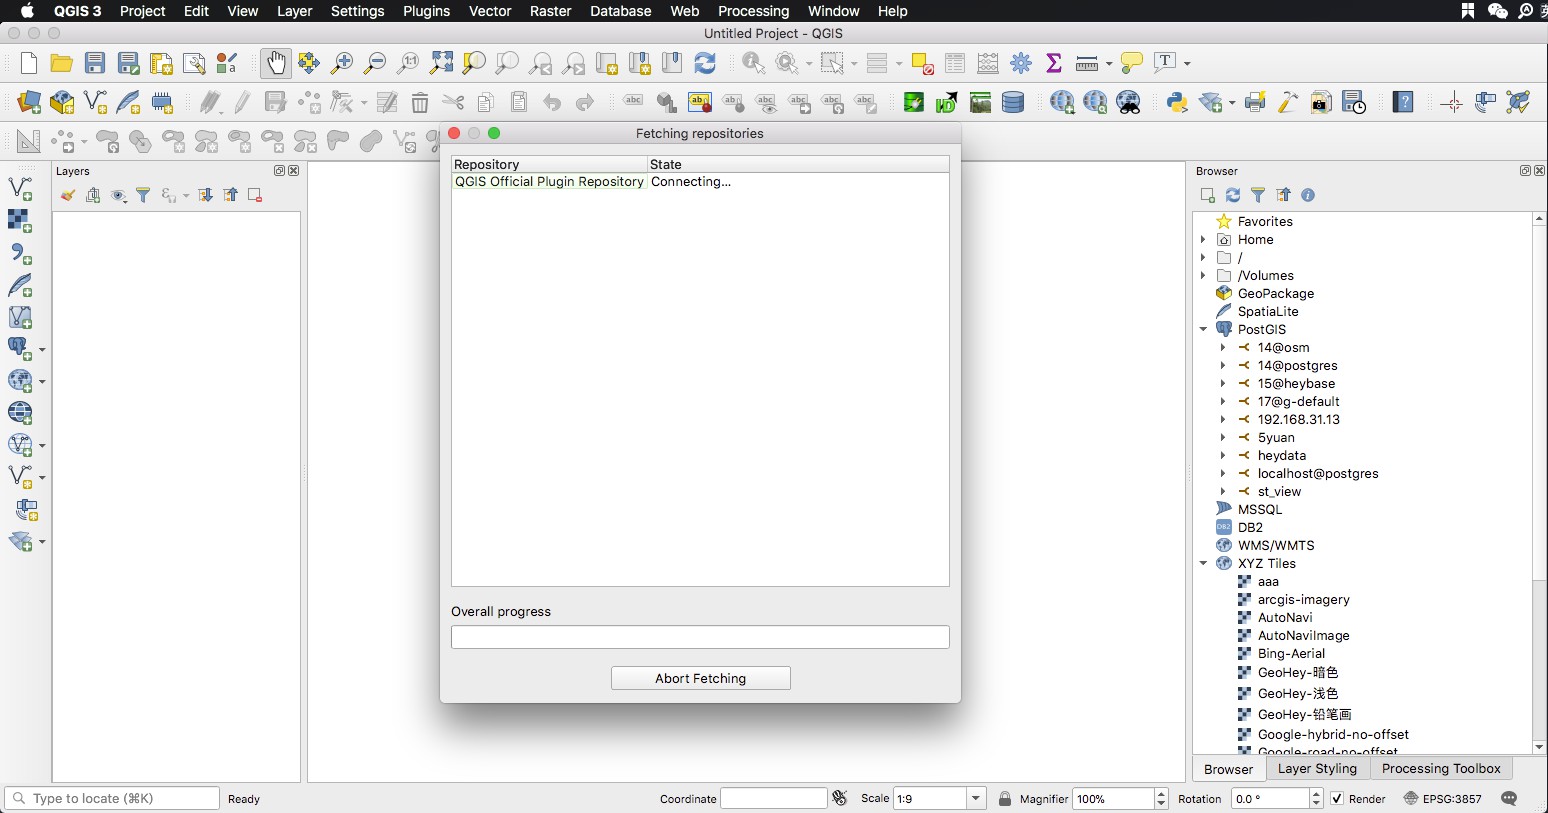 QGIS 3 Project Edit View Layer Settings Plugins Vector Raster Database Web Processing Window Help
Untitled Project - QGIS
Fetching repositories
Layers
Repository State
QGIS Official Plugin Repository Connecting...
Overall progress
Abort Fetching
Browser
Favorites
Home
/
/Volumes
GeoPackage
SpatiaLite
PostGIS
14@osm
14@postgres
15@heybase
17@g-default
192.168.31.13
5yuan
heydata
localhost@postgres
st_view
MSSQL
DB2
WMS/WMTS
XYZ Tiles
aaa
arcgis-imagery
AutoNavi
AutoNaviImage
Bing-Aerial
GeoHey-暗色
GeoHey-浅色
GeoHey-铅笔画
Google-hybrid-no-offset
Google-road-no-offset
Browser Layer Styling Processing Toolbox
Type to locate (⌘K) Ready Coordinate Scale 1:9 Magnifier 100% Rotation 0.0 ° Render EPSG:3857